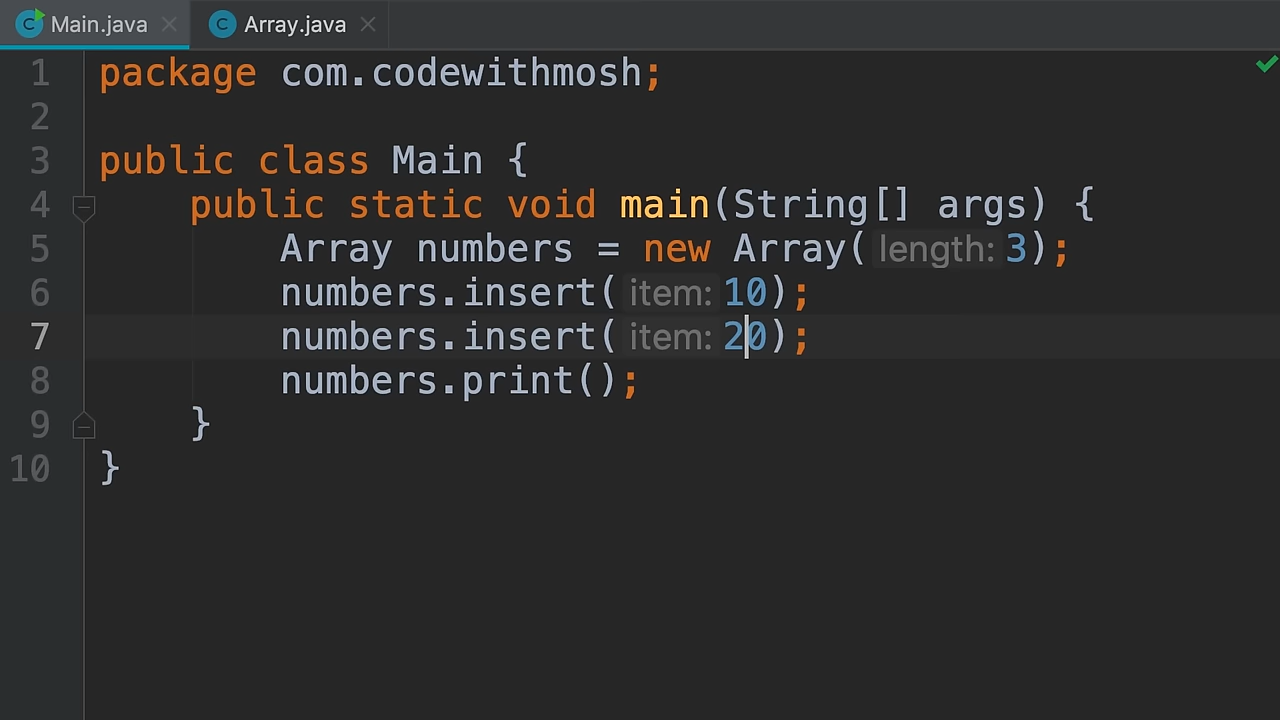 Main.java
Array.java
1 package com.codewithmosh;
2
3 public class Main {
4 public static void main(String[] args) {
5 Array numbers = new Array( length: 3);
6 numbers.insert( item: 10);
7 numbers.insert( item: 20);
8 numbers.print();
9 }
10 }